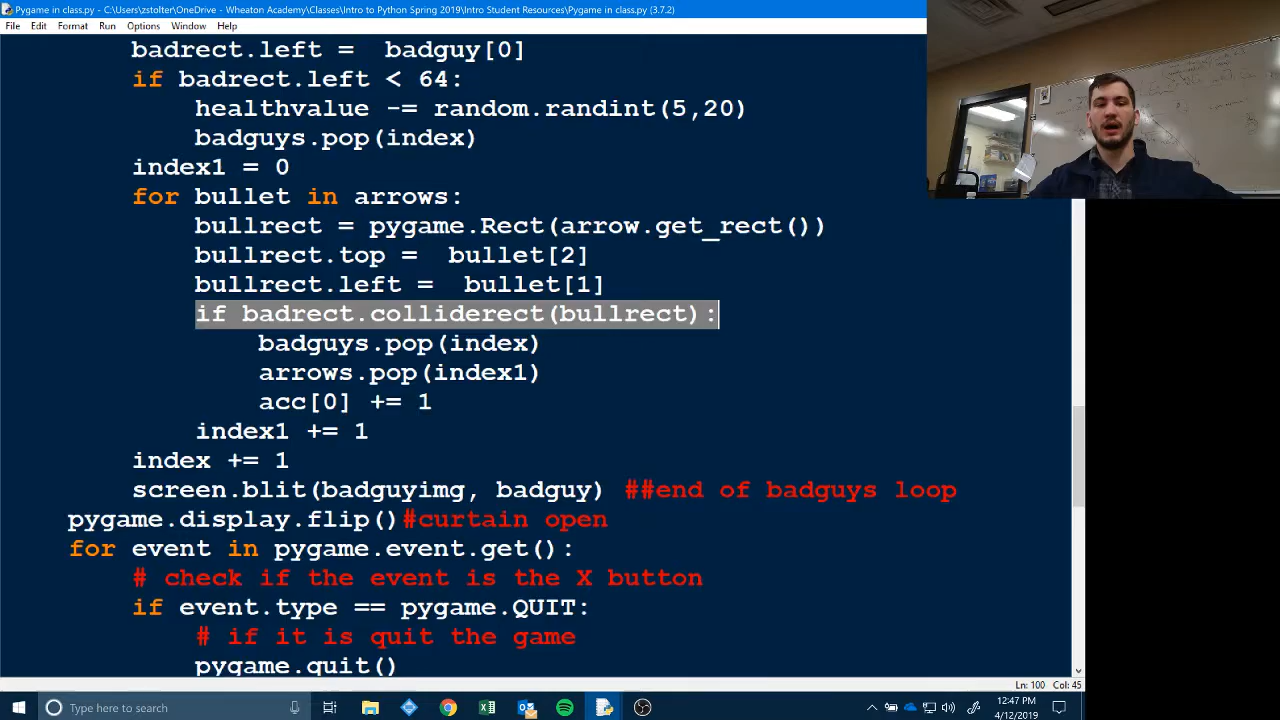 Pygame in class.py - C:\Users\zstolter\OneDrive - Wheaton Academy\Classes\Intro to Python Spring 2019\Intro Student Resources\Pygame in class.py (3.7.2)
File Edit Format Run Options Window Help
badrect.left =  badguy[0]
if badrect.left < 64:
healthvalue -= random.randint(5,20)
badguys.pop(index)
index1 = 0
for bullet in arrows:
bullrect = pygame.Rect(arrow.get_rect())
bullrect.top =  bullet[2]
bullrect.left =  bullet[1]
if badrect.colliderect(bullrect):
badguys.pop(index)
arrows.pop(index1)
acc[0] += 1
index1 += 1
index += 1
screen.blit(badguyimg, badguy) ##end of badguys loop
pygame.display.flip()#curtain open
for event in pygame.event.get():
# check if the event is the X button
if event.type == pygame.QUIT:
# if it is quit the game
pygame.quit()
Ln: 100 Col: 45
Type here to search
12:47 PM
4/12/2019